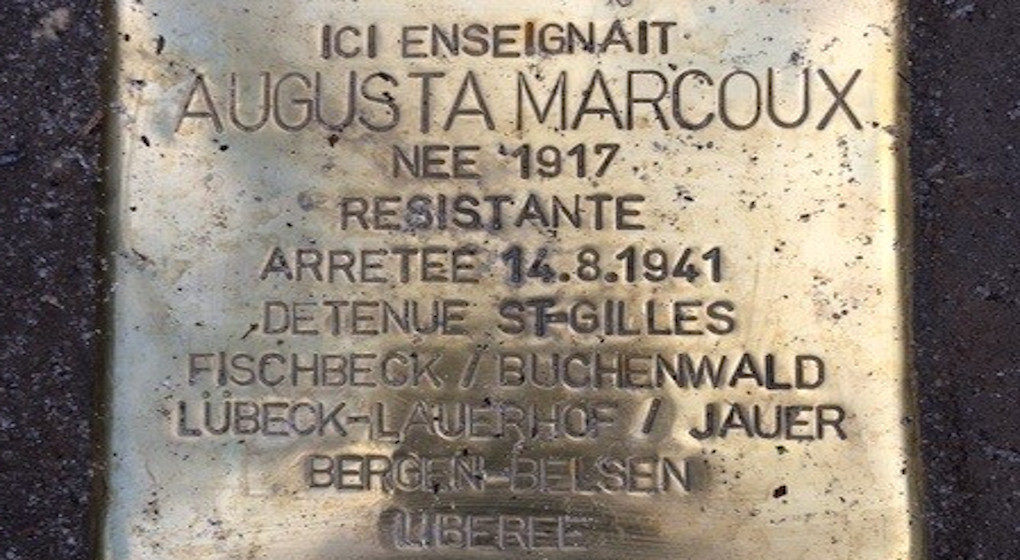 ICI ENSEIGNAIT
AUGUSTA MARCOUX
NEE 1917
RESISTANTE
ARRETEE 14.8.1941
DETENUE ST-GILLES
FISCHBECK / BUCHENWALD
LÜBECK-LAUERHOF / JAUER
BERGEN-BELSEN
LIBEREE